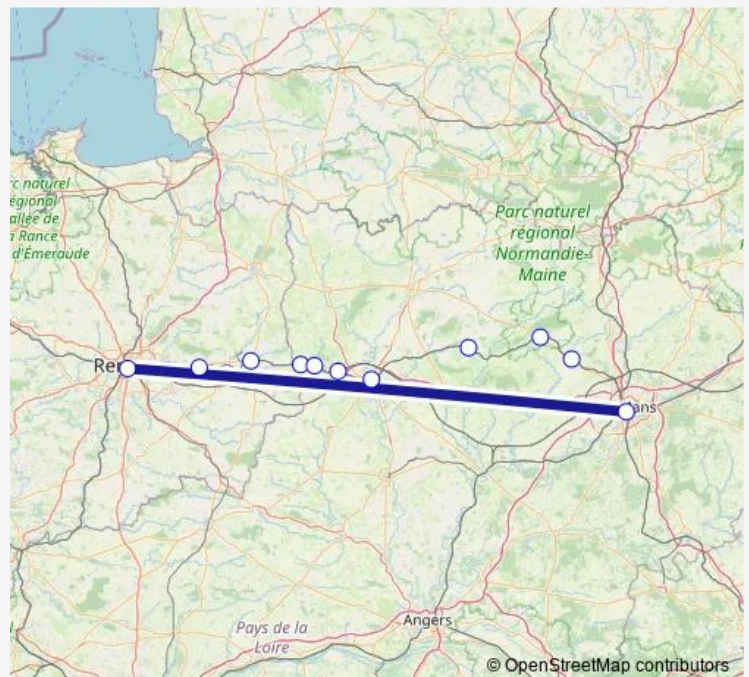 rc naturel
égional
allée de
a Rance
d'Émeraude
Parc naturel
régional
Normandie-
Maine
Re
ans
Angers
Pays de la
Loire
© OpenStreetMap contributors